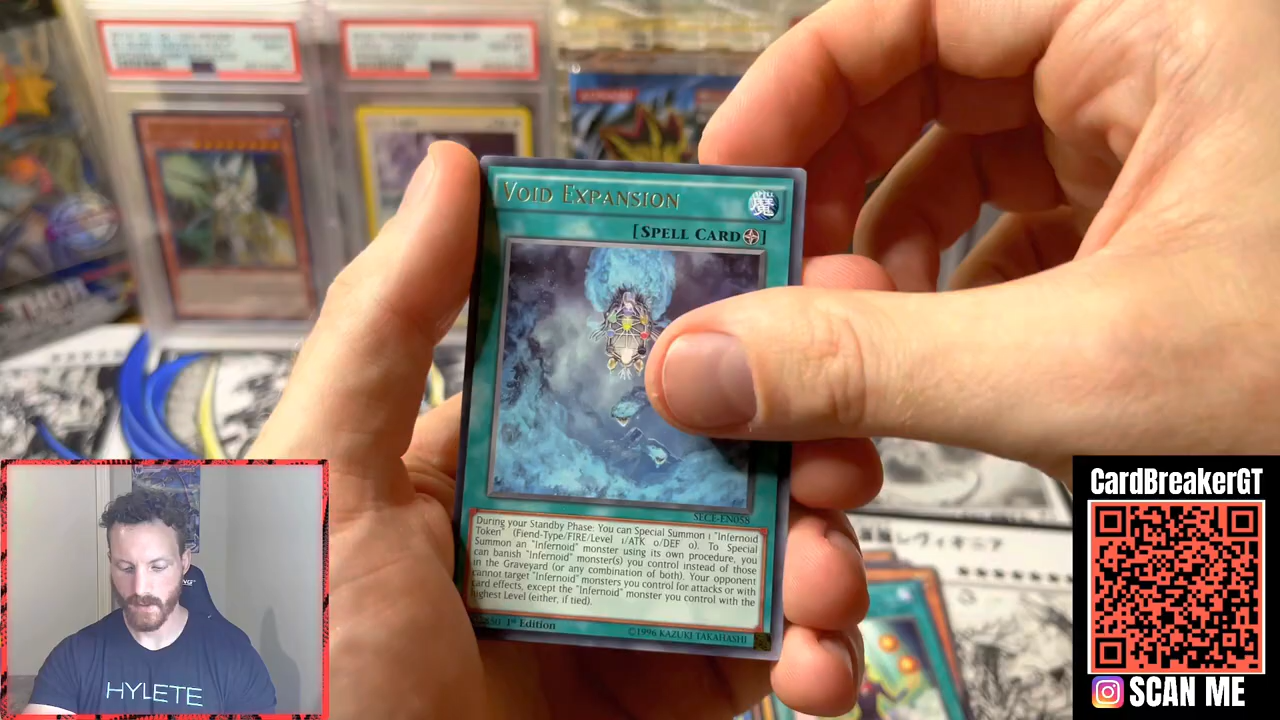 VOID EXPANSION
魔
[SPELL CARD]
SECE-EN058
During your Standby Phase: You can Special Summon 1 "Infernoid
Token" (Fiend-Type/FIRE/Level 1/ATK 0/DEF 0). To Special
Summon an "Infernoid" monster using its own procedure, you
can banish "Infernoid" monster(s) you control instead of those
in the Graveyard (or any combination of both). Your opponent
cannot target "Infernoid" monsters you control for attacks or with
card effects, except the "Infernoid" monster you control with the
highest Level (either, if tied).
1st Edition
©1996 KAZUKI TAKAHASHI
THOR
HYLETE
CardBreakerGT
SCAN ME